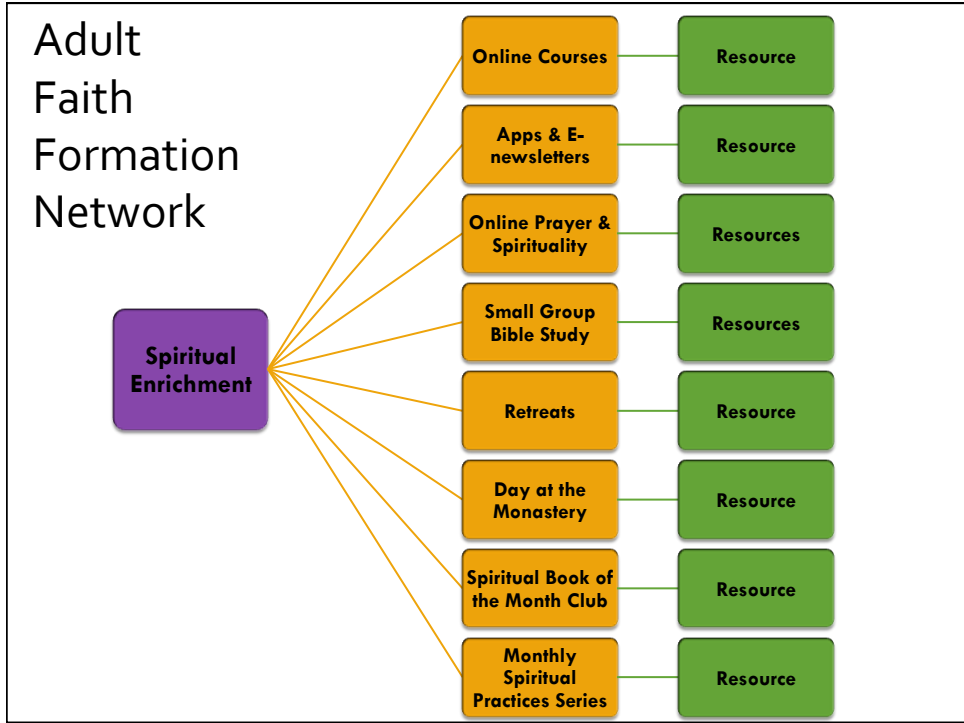 Adult
Faith
Formation
Network
Spiritual
Enrichment
Online Courses
Resource
Apps & E-
newsletters
Resource
Online Prayer &
Spirituality
Resources
Small Group
Bible Study
Resources
Retreats
Resource
Day at the
Monastery
Resource
Spiritual Book of
the Month Club
Resource
Monthly
Spiritual
Practices Series
Resource